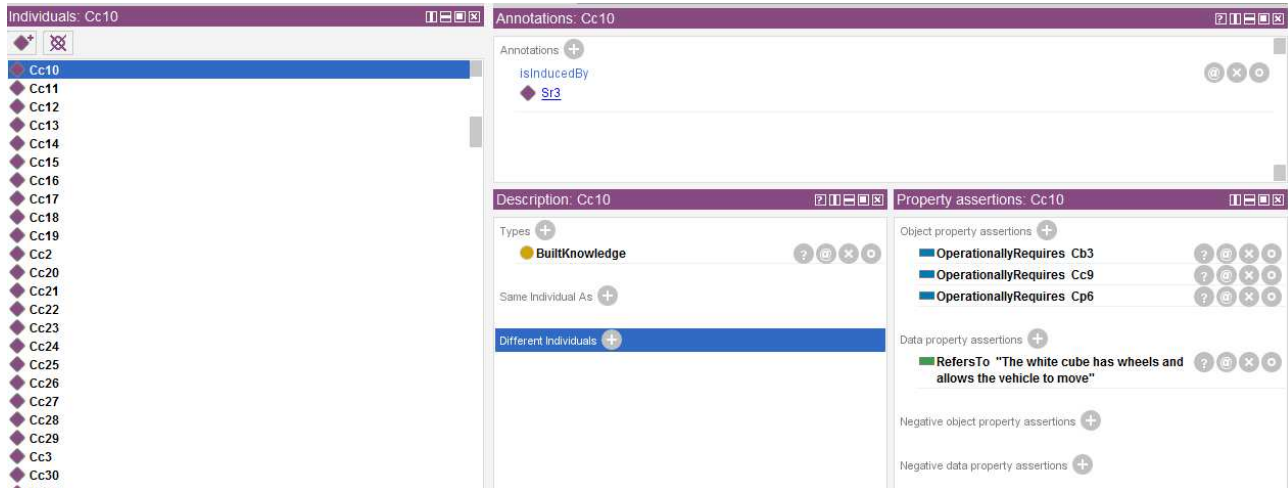 Individuals: Cc10
Cc10
Cc11
Cc12
Cc13
Cc14
Cc15
Cc16
Cc17
Cc18
Cc19
Cc2
Cc20
Cc21
Cc22
Cc23
Cc24
Cc25
Cc26
Cc27
Cc28
Cc29
Cc3
Cc30
Annotations: Cc10
Annotations
isInducedBy
Sr3
Description: Cc10
Types
BuiltKnowledge
Same Individual As
Different Individuals
Property assertions: Cc10
Object property assertions
OperationallyRequires Cb3
OperationallyRequires Cc9
OperationallyRequires Cp6
Data property assertions
RefersTo "The white cube has wheels and
allows the vehicle to move"
Negative object property assertions
Negative data property assertions